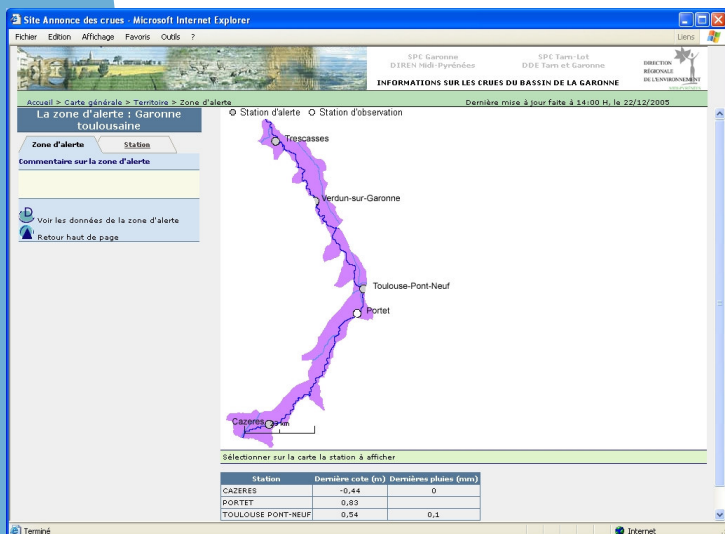 Site Annonce des crues - Microsoft Internet Explorer
Fichier Edition Affichage Favoris Outils ? Liens
SPC Garonne SPC Tarn-Lot
DIREN Midi-Pyrénées DDE Tarn et Garonne
DIRECTION
RÉGIONALE
DE L'ENVIRONNEMENT
INFORMATIONS SUR LES CRUES DU BASSIN DE LA GARONNE
Accueil > Carte générale > Territoire > Zone d'alerte Dernière mise à jour faite à 14:00 H, le 22/12/2005
La zone d'alerte : Garonne
toulousaine
Zone d'alerte Station
Commentaire sur la zone d'alerte
Voir les données de la zone d'alerte
Retour haut de page
Station d'alerte Station d'observation
Trescasses
Verdun-sur-Garonne
Toulouse-Pont-Neuf
Portet
Cazeres
km
Sélectionner sur la carte la station à afficher
Station Dernière cote (m) Dernières pluies (mm)
CAZERES -0,44 0
PORTET 0,83
TOULOUSE PONT-NEUF 0,54 0,1
Terminé Internet